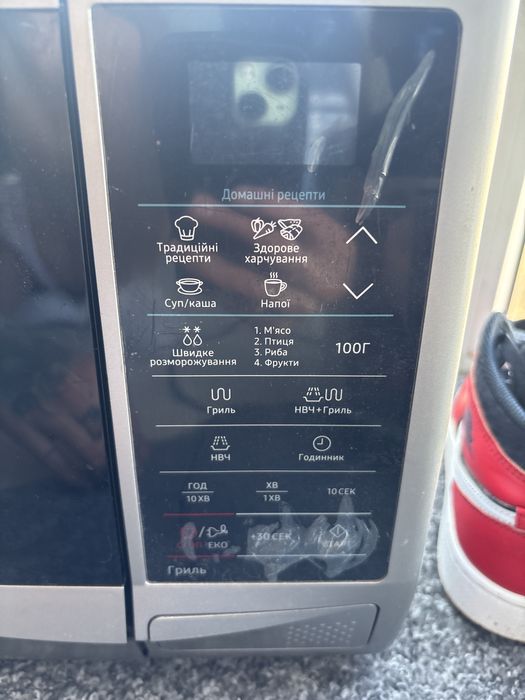 Домашні рецепти
Традиційні рецепти
Здорове харчування
Суп/каша
Напої
Швидке розморожування
1. М'ясо
2. Птиця
3. Риба
4. Фрукти
100Г
Гриль
НВЧ+Гриль
НВЧ
Годинник
ГОД
10 ХВ
ХВ
1 ХВ
10 СЕК
/ЕКО
+30 СЕК
Гриль